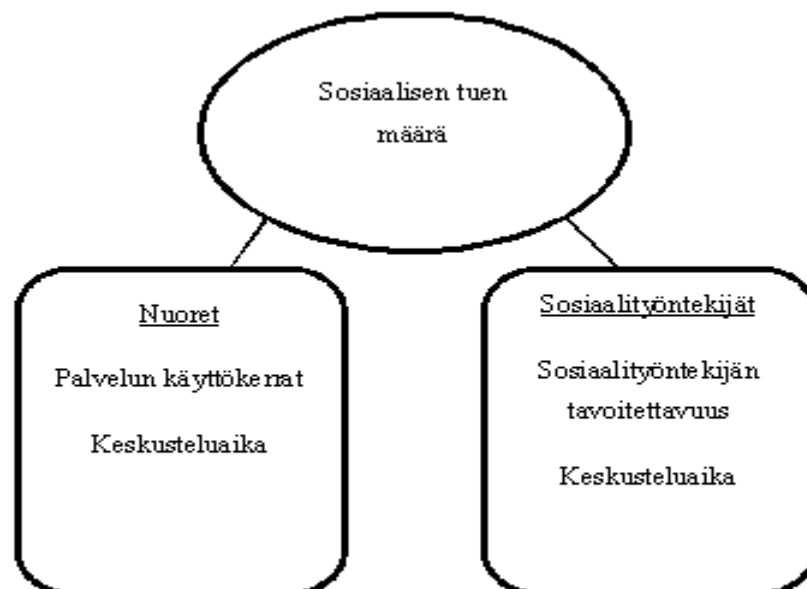 Sosiaalisen tuen
määrä
Nuoret
Palvelun käyttökerrat
Keskusteluaika
Sosiaalityöntekijät
Sosiaalityöntekijän
tavoitettavuus
Keskusteluaika